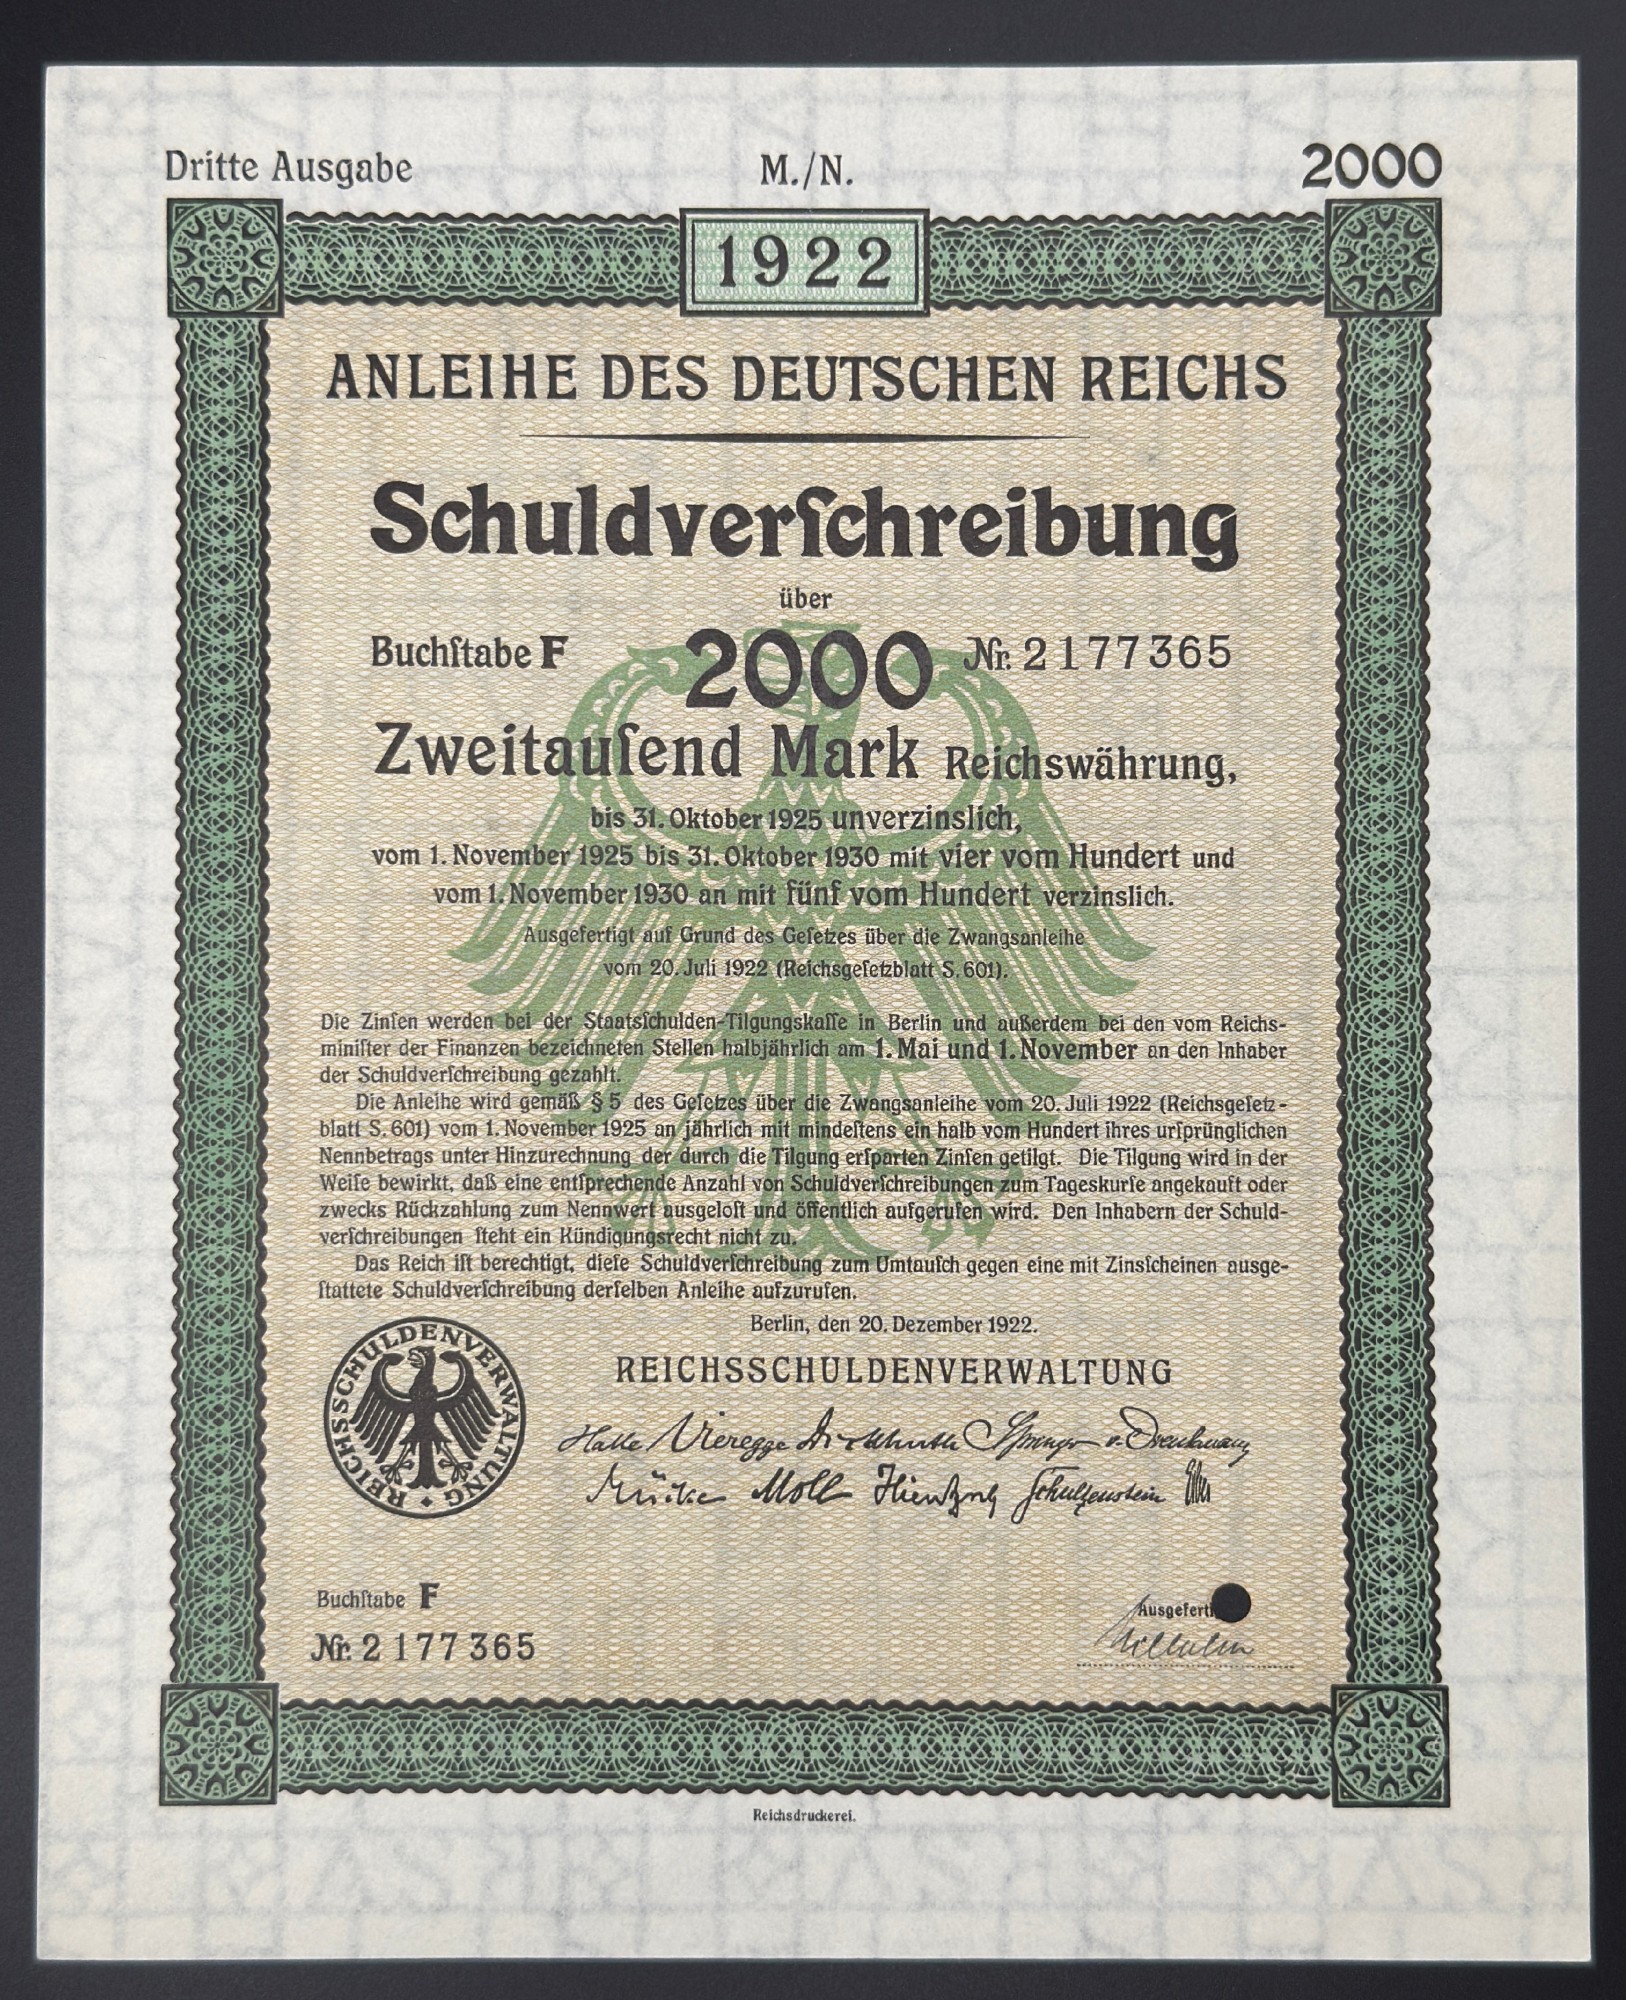 Dritte Ausgabe M./N. 2000
1922
ANLEIHE DES DEUTSCHEN REICHS
Schuldverſchreibung
über
Buchſtabe F 2000 Nr. 2177365
Zweitauſend Mark Reichswährung,
bis 31. Oktober 1925 unverzinslich,
vom 1. November 1925 bis 31. Oktober 1930 mit vier vom Hundert und
vom 1. November 1930 an mit fünf vom Hundert verzinslich.
Ausgefertigt auf Grund des Geſetzes über die Zwangsanleihe
vom 20. Juli 1922 (Reichsgeſetzblatt S. 601).
Die Zinſen werden bei der Staatsſchulden-Tilgungskaſſe in Berlin und außerdem bei den vom Reichs-
miniſter der Finanzen bezeichneten Stellen halbjährlich am 1. Mai und 1. November an den Inhaber
der Schuldverſchreibung gezahlt.
Die Anleihe wird gemäß § 5 des Geſetzes über die Zwangsanleihe vom 20. Juli 1922 (Reichsgeſetz-
blatt S. 601) vom 1. November 1925 an jährlich mit mindeſtens ein halb vom Hundert ihres urſprünglichen
Nennbetrags unter Hinzurechnung der durch die Tilgung erſparten Zinſen getilgt. Die Tilgung wird in der
Weiſe bewirkt, daß eine entſprechende Anzahl von Schuldverſchreibungen zum Tageskurſe angekauft oder
zwecks Rückzahlung zum Nennwert ausgeloſt und öffentlich aufgerufen wird. Den Inhabern der Schuld-
verſchreibungen ſteht ein Kündigungsrecht nicht zu.
Das Reich iſt berechtigt, dieſe Schuldverſchreibung zum Umtauſch gegen eine mit Zinsſcheinen ausge-
ſtattete Schuldverſchreibung derſelben Anleihe aufzurufen.
Berlin, den 20. Dezember 1922.
REICHSSCHULDENVERWALTUNG
REICHSSCHULDENVERWALTUNG
Halle Vieregge Springer
Mücke Moll Schultzenstein
Buchſtabe F
Nr. 2177365
Ausgeferti
Reichsdruckerei.